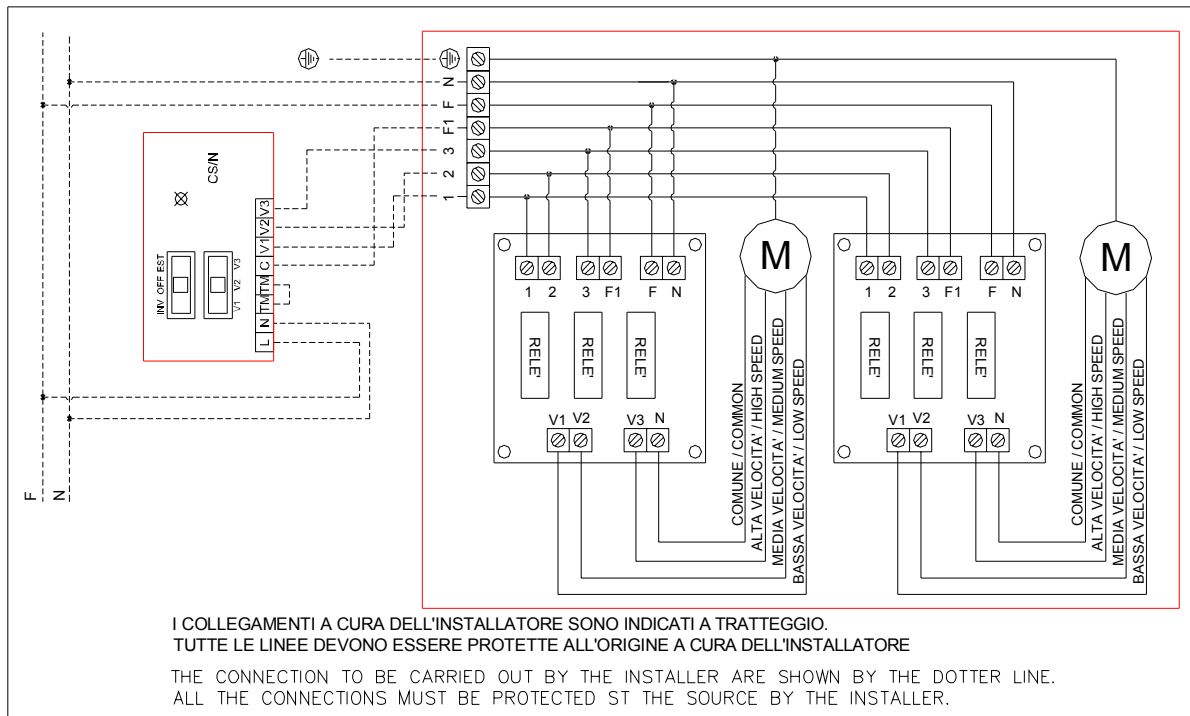 N
F
F1
3
2
1
CS/N
V3
V2
V1
C
TM
TM
N
L
INV OFF EST
V1 V2 V3
F
N
1 2 3 F1 F N
RELE'
RELE'
RELE'
V1 V2 V3 N
M
COMUNE / COMMON
ALTA VELOCITA' / HIGH SPEED
MEDIA VELOCITA' / MEDIUM SPEED
BASSA VELOCITA' / LOW SPEED
1 2 3 F1 F N
RELE'
RELE'
RELE'
V1 V2 V3 N
M
COMUNE / COMMON
ALTA VELOCITA' / HIGH SPEED
MEDIA VELOCITA' / MEDIUM SPEED
BASSA VELOCITA' / LOW SPEED
I COLLEGAMENTI A CURA DELL'INSTALLATORE SONO INDICATI A TRATTEGGIO.
TUTTE LE LINEE DEVONO ESSERE PROTETTE ALL'ORIGINE A CURA DELL'INSTALLATORE
THE CONNECTION TO BE CARRIED OUT BY THE INSTALLER ARE SHOWN BY THE DOTTER LINE.
ALL THE CONNECTIONS MUST BE PROTECTED ST THE SOURCE BY THE INSTALLER.